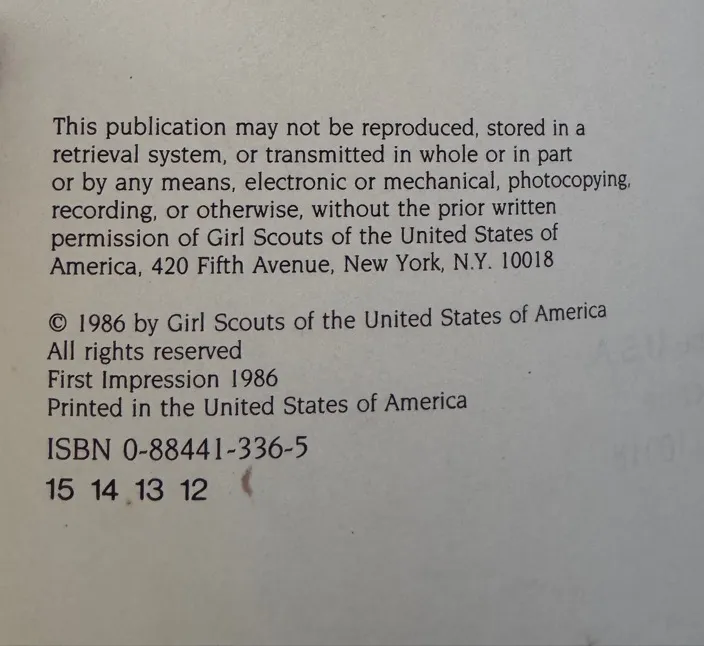 This publication may not be reproduced, stored in a
retrieval system, or transmitted in whole or in part
or by any means, electronic or mechanical, photocopying,
recording, or otherwise, without the prior written
permission of Girl Scouts of the United States of
America, 420 Fifth Avenue, New York, N.Y. 10018
© 1986 by Girl Scouts of the United States of America
All rights reserved
First Impression 1986
Printed in the United States of America
ISBN 0-88441-336-5
15 14 13 12